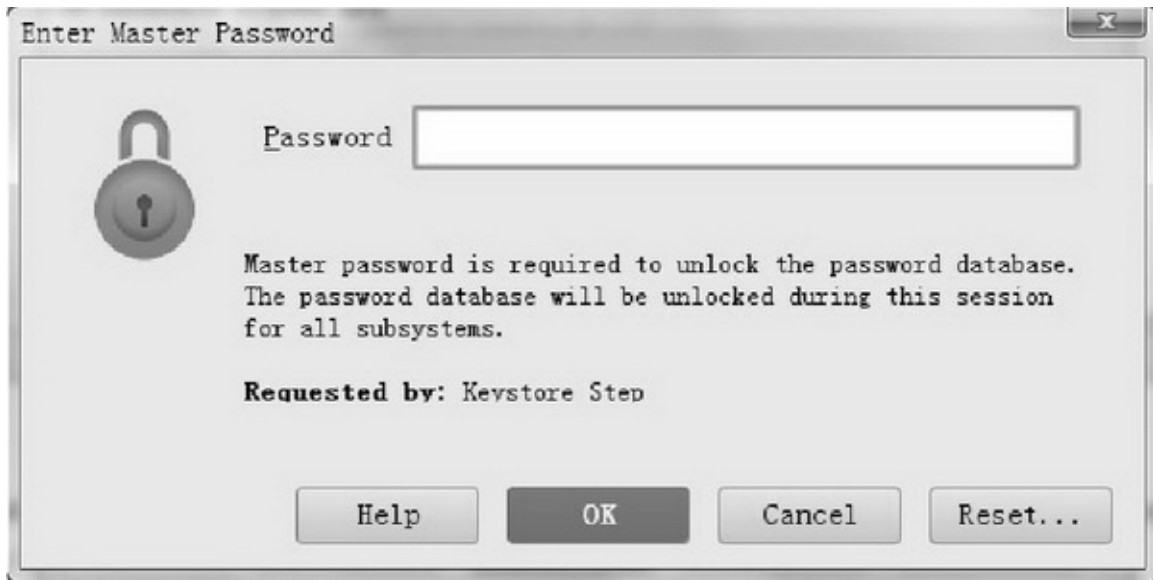 Enter Master Password
x
Password
Master password is required to unlock the password database.
The password database will be unlocked during this session
for all subsystems.
Requested by: Keystore Step
Help OK Cancel Reset...